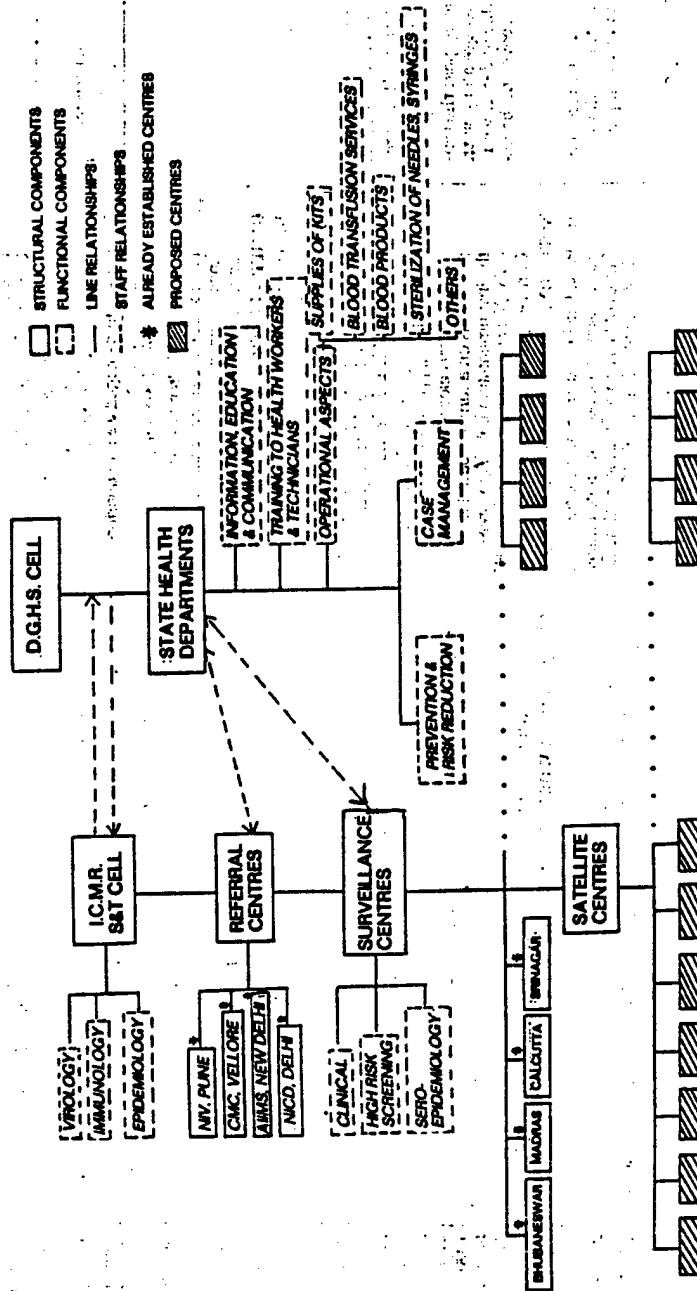 STRUCTURAL COMPONENTS
FUNCTIONAL COMPONENTS
LINE RELATIONSHIPS
STAFF RELATIONSHIPS
ALREADY ESTABLISHED CENTRES
PROPOSED CENTRES
D.G.H.S. CELL
STATE HEALTH
DEPARTMENTS
INFORMATION, EDUCATION
& COMMUNICATION
TRAINING TO HEALTH WORKERS
& TECHNICIANS
OPERATIONAL ASPECTS
SUPPLIES OF KITS
BLOOD TRANSFUSION SERVICES
BLOOD PRODUCTS
STERILIZATION OF NEEDLES, SYRINGES
OTHERS
PREVENTION &
RISK REDUCTION
CASE
MANAGEMENT
I.C.M.R.
S&T CELL
VIROLOGY
IMMUNOLOGY
EPIDEMIOLOGY
REFERRAL
CENTRES
NIV, PUNE
CMC, VELLORE
AIIMS, NEW DELHI
NICD, DELHI
SURVEILLANCE
CENTRES
CLINICAL
HIGH RISK
SCREENING
SERO-
EPIDEMIOLOGY
BHUBANESWAR
MADRAS
CALCUTTA
SRINAGAR
SATELLITE
CENTRES